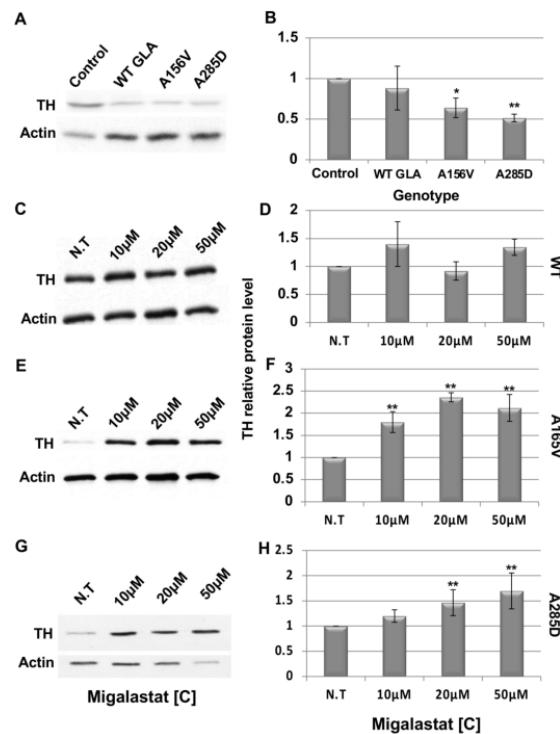 A
Control
WT GLA
A156V
A285D
TH
Actin
B
1.5
1
0.5
0
*
**
Control
WT GLA
A156V
A285D
Genotype
C
N.T
10µM
20µM
50µM
TH
Actin
D
2
1.5
1
0.5
0
N.T
10µM
20µM
50µM
WT
E
N.T
10µM
20µM
50µM
TH
Actin
TH relative protein level
F
3
2.5
2
1.5
1
0.5
0
**
**
**
N.T
10µM
20µM
50µM
A165V
G
N.T
10µM
20µM
50µM
TH
Actin
Migalastat [C]
H
2.5
2
1.5
1
0.5
0
**
**
N.T
10µM
20µM
50µM
A285D
Migalastat [C]